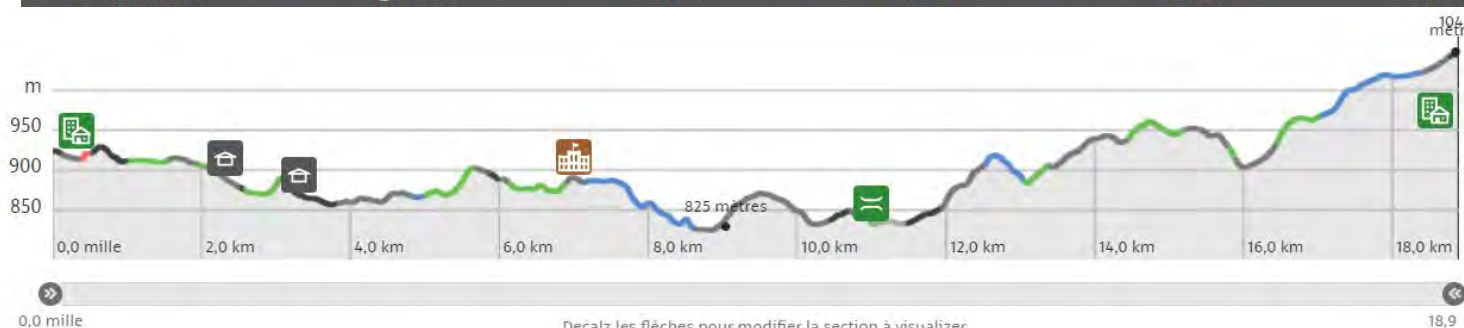 m
950
900
850
825 mètres
0,0 mille
2,0 km
4,0 km
6,0 km
8,0 km
10,0 km
12,0 km
14,0 km
16,0 km
18,0 km
0,0 mille
Decalz les flèches pour modifier la section à visualizer
18,9